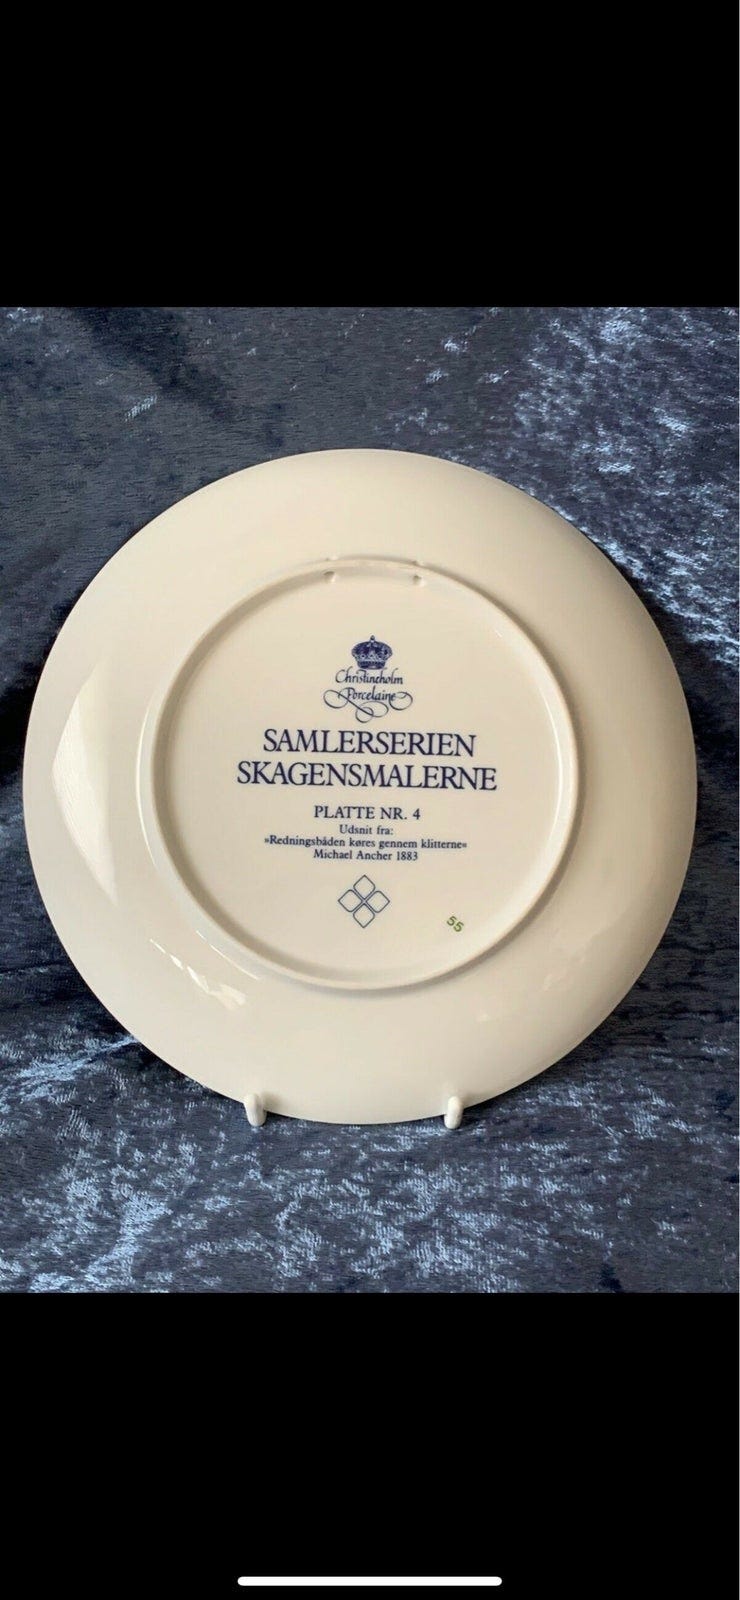 Christineholm
Porcelaine
SAMLERSERIEN
SKAGENSMALERNE
PLATTE NR. 4
Udsnit fra:
»Redningsbåden køres gennem klitterne«
Michael Ancher 1883
55